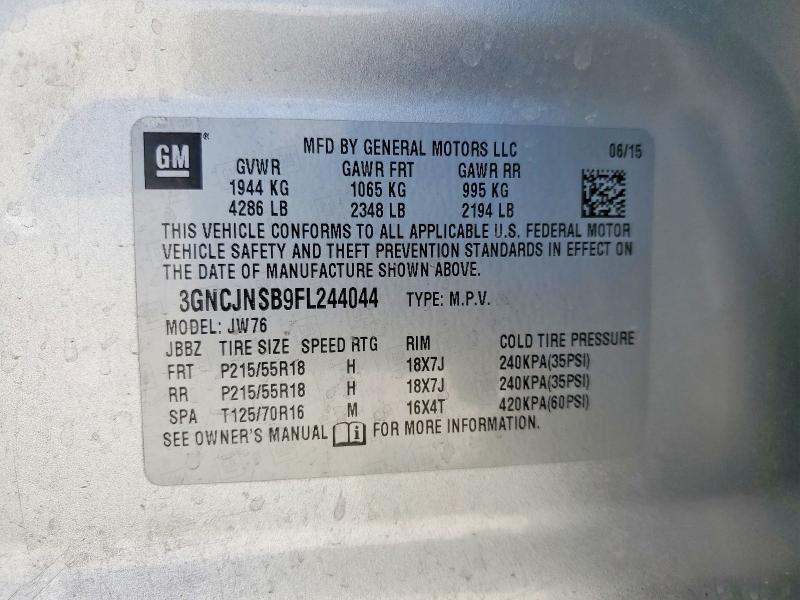 GM®
MFD BY GENERAL MOTORS LLC 06/15
GVWR GAWR FRT GAWR RR
1944 KG 1065 KG 995 KG
4286 LB 2348 LB 2194 LB
THIS VEHICLE CONFORMS TO ALL APPLICABLE U.S. FEDERAL MOTOR
VEHICLE SAFETY AND THEFT PREVENTION STANDARDS IN EFFECT ON
THE DATE OF MANUFACTURE SHOWN ABOVE.
3GNCJNSB9FL244044 TYPE: M.P.V.
MODEL: JW76
JBBZ TIRE SIZE SPEED RTG RIM COLD TIRE PRESSURE
FRT P215/55R18 H 18X7J 240KPA(35PSI)
RR P215/55R18 H 18X7J 240KPA(35PSI)
SPA T125/70R16 M 16X4T 420KPA(60PSI)
SEE OWNER'S MANUAL FOR MORE INFORMATION.